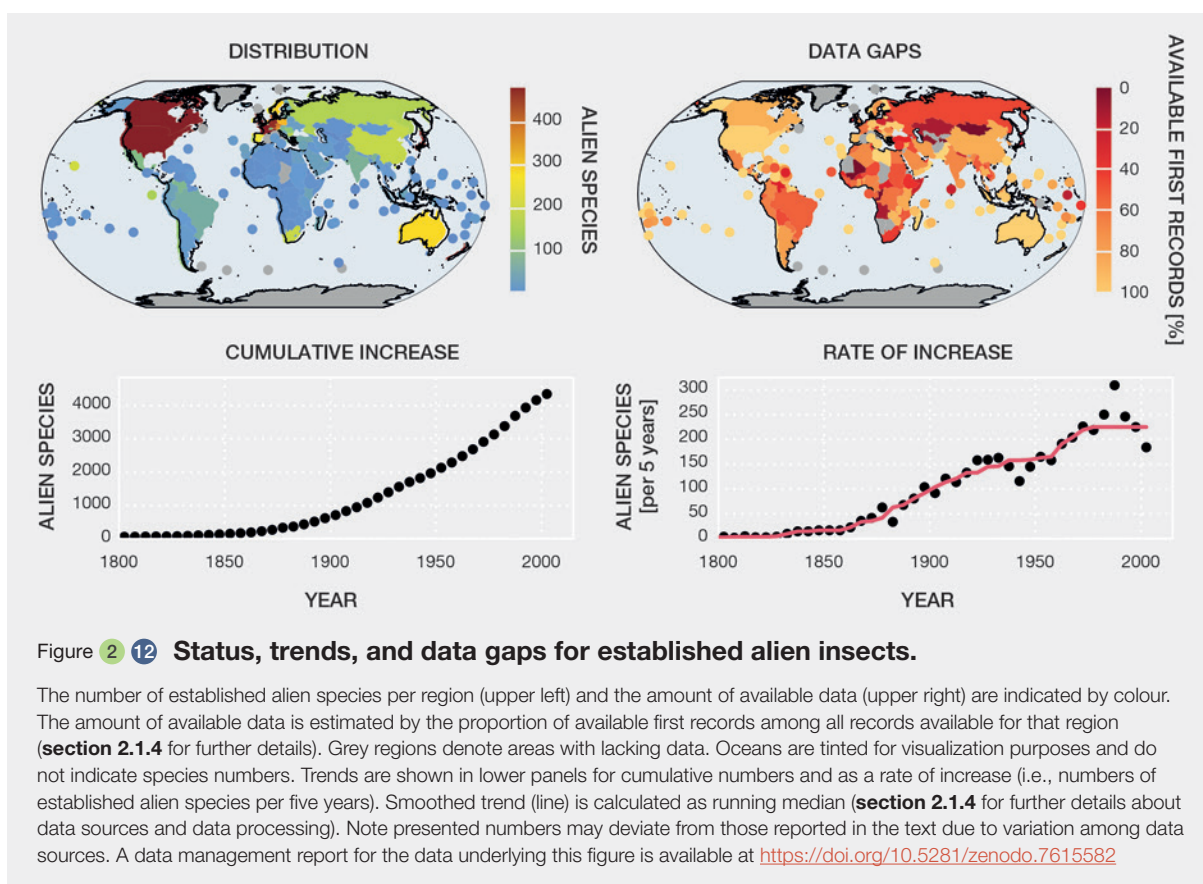 DISTRIBUTION
400
300
200
100
ALIEN SPECIES
DATA GAPS
0
20
40
60
80
100
AVAILABLE FIRST RECORDS [%]
CUMULATIVE INCREASE
ALIEN SPECIES
4000
3000
2000
1000
0
1800 1850 1900 1950 2000
YEAR
RATE OF INCREASE
ALIEN SPECIES
[per 5 years]
300
250
200
150
100
50
0
1800 1850 1900 1950 2000
YEAR
Figure 2 12 Status, trends, and data gaps for established alien insects.
The number of established alien species per region (upper left) and the amount of available data (upper right) are indicated by colour.
The amount of available data is estimated by the proportion of available first records among all records available for that region
(section 2.1.4 for further details). Grey regions denote areas with lacking data. Oceans are tinted for visualization purposes and do
not indicate species numbers. Trends are shown in lower panels for cumulative numbers and as a rate of increase (i.e., numbers of
established alien species per five years). Smoothed trend (line) is calculated as running median (section 2.1.4 for further details about
data sources and data processing). Note presented numbers may deviate from those reported in the text due to variation among data
sources. A data management report for the data underlying this figure is available at https://doi.org/10.5281/zenodo.7615582